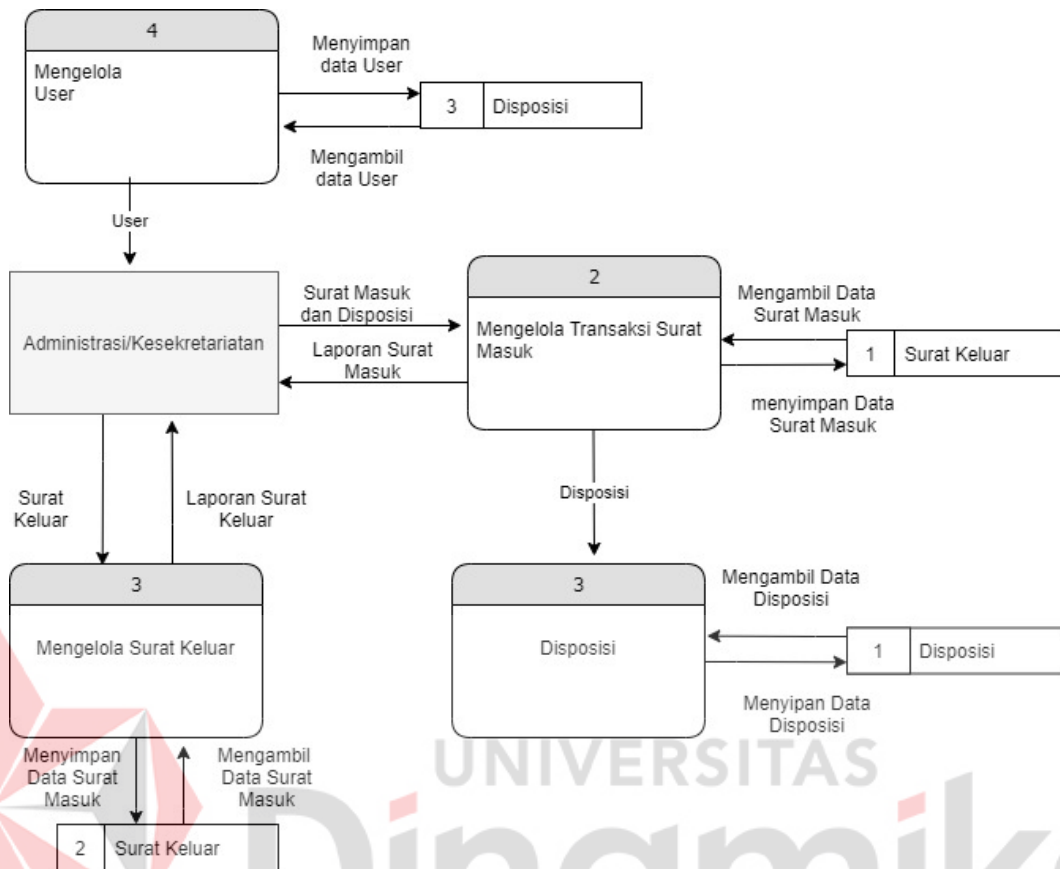 4
Mengelola
User
Menyimpan
data User
3 Disposisi
Mengambil
data User
User
Administrasi/Kesekretariatan
Surat Masuk
dan Disposisi
Laporan Surat
Masuk
2
Mengelola Transaksi Surat
Masuk
Mengambil Data
Surat Masuk
1 Surat Keluar
menyimpan Data
Surat Masuk
Surat
Keluar
Laporan Surat
Keluar
Disposisi
3
Mengelola Surat Keluar
3
Disposisi
Mengambil Data
Disposisi
1 Disposisi
Menyipan Data
Disposisi
Menyimpan
Data Surat
Masuk
Mengambil
Data Surat
Masuk
2 Surat Keluar
UNIVERSITAS
Dinamika